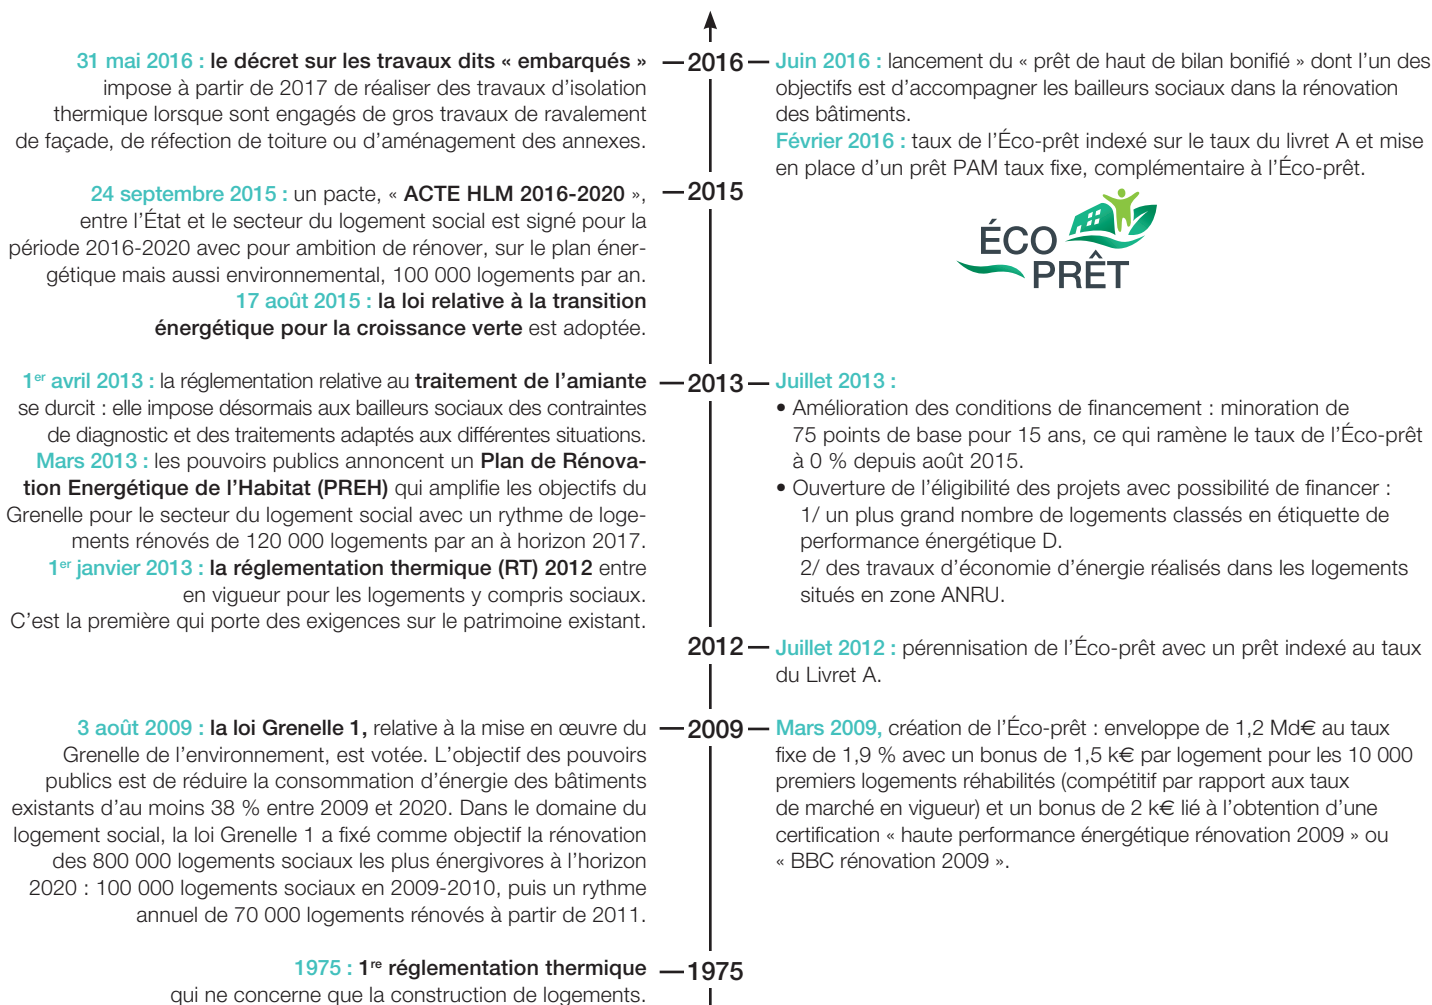 31 mai 2016 : le décret sur les travaux dits « embarqués »
impose à partir de 2017 de réaliser des travaux d’isolation
thermique lorsque sont engagés de gros travaux de ravalement
de façade, de réfection de toiture ou d’aménagement des annexes.
2016
Juin 2016 : lancement du « prêt de haut de bilan bonifié » dont l’un des
objectifs est d’accompagner les bailleurs sociaux dans la rénovation
des bâtiments.
Février 2016 : taux de l’Éco-prêt indexé sur le taux du livret A et mise
en place d’un prêt PAM taux fixe, complémentaire à l’Éco-prêt.
24 septembre 2015 : un pacte, « ACTE HLM 2016-2020 »,
entre l’État et le secteur du logement social est signé pour la
période 2016-2020 avec pour ambition de rénover, sur le plan éner-
gétique mais aussi environnemental, 100 000 logements par an.
17 août 2015 : la loi relative à la transition
énergétique pour la croissance verte est adoptée.
2015
ÉCO
PRÊT
1er avril 2013 : la réglementation relative au traitement de l’amiante
se durcit : elle impose désormais aux bailleurs sociaux des contraintes
de diagnostic et des traitements adaptés aux différentes situations.
Mars 2013 : les pouvoirs publics annoncent un Plan de Rénova-
tion Energétique de l’Habitat (PREH) qui amplifie les objectifs du
Grenelle pour le secteur du logement social avec un rythme de loge-
ments rénovés de 120 000 logements par an à horizon 2017.
1er janvier 2013 : la réglementation thermique (RT) 2012 entre
en vigueur pour les logements y compris sociaux.
C’est la première qui porte des exigences sur le patrimoine existant.
2013
Juillet 2013 :
• Amélioration des conditions de financement : minoration de
75 points de base pour 15 ans, ce qui ramène le taux de l’Éco-prêt
à 0 % depuis août 2015.
• Ouverture de l’éligibilité des projets avec possibilité de financer :
1/ un plus grand nombre de logements classés en étiquette de
performance énergétique D.
2/ des travaux d’économie d’énergie réalisés dans les logements
situés en zone ANRU.
2012
Juillet 2012 : pérennisation de l’Éco-prêt avec un prêt indexé au taux
du Livret A.
3 août 2009 : la loi Grenelle 1, relative à la mise en œuvre du
Grenelle de l’environnement, est votée. L’objectif des pouvoirs
publics est de réduire la consommation d’énergie des bâtiments
existants d’au moins 38 % entre 2009 et 2020. Dans le domaine du
logement social, la loi Grenelle 1 a fixé comme objectif la rénovation
des 800 000 logements sociaux les plus énergivores à l’horizon
2020 : 100 000 logements sociaux en 2009-2010, puis un rythme
annuel de 70 000 logements rénovés à partir de 2011.
2009
Mars 2009, création de l’Éco-prêt : enveloppe de 1,2 Md€ au taux
fixe de 1,9 % avec un bonus de 1,5 k€ par logement pour les 10 000
premiers logements réhabilités (compétitif par rapport aux taux
de marché en vigueur) et un bonus de 2 k€ lié à l’obtention d’une
certification « haute performance énergétique rénovation 2009 » ou
« BBC rénovation 2009 ».
1975 : 1re réglementation thermique
qui ne concerne que la construction de logements.
1975